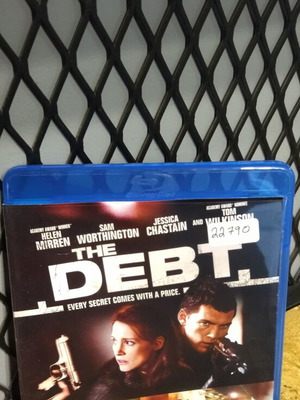 ACADEMY AWARD WINNER
HELEN
MIRREN
SAM
WORTHINGTON
JESSICA
CHASTAIN
AND
ACADEMY AWARD NOMINEE
TOM
WILKINSON
22790
THE
DEBT
EVERY SECRET COMES WITH A PRICE.